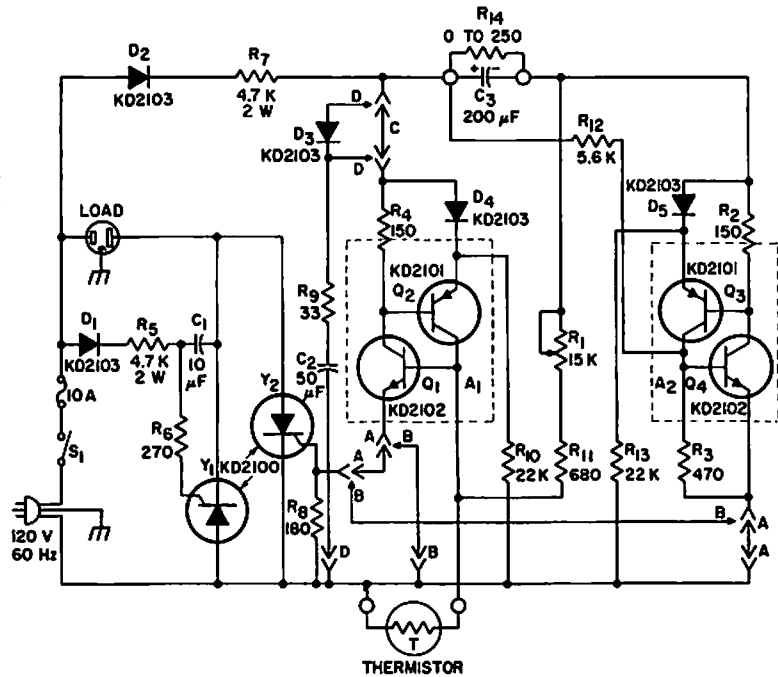 R14
0 TO 250
D2
KD2103
R7
4.7 K
2 W
+ -
C3
200 μF
D
C
D
D3
KD2103
R12
5.6 K
KD2103
D5
R2
150
LOAD
R4
150
D4
KD2103
KD2101
Q2
KD2101
Q3
R9
33
D1
KD2103
R5
4.7 K
2 W
C1
10
μF
C2
50
μF
Y2
R1
15 K
Q1
A1
KD2102
A2
Q4
KD2102
10 A
S1
R6
270
Y1
KD2100
A
B
A
B
R8
180
R10
22 K
R11
680
R13
22 K
R3
470
D
B
B
A
A
120 V
60 Hz
T
THERMISTOR